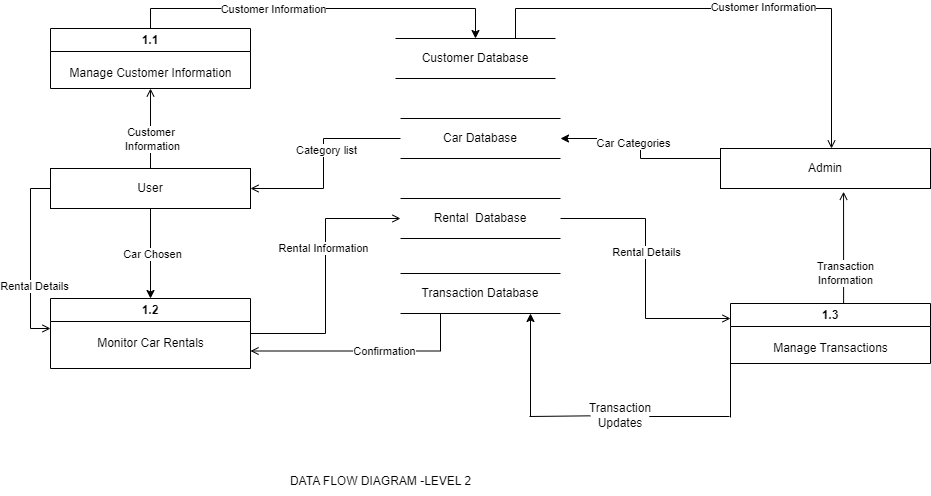 Customer Information
Customer Information
1.1
Manage Customer Information
Customer Database
Customer
Information
Category list
Car Database
Car Categories
Admin
User
Rental  Database
Car Chosen
Rental Information
Rental Details
Rental Details
Transaction Database
Transaction
Information
1.2
Monitor Car Rentals
Confirmation
1.3
Manage Transactions
Transaction
Updates
DATA FLOW DIAGRAM -LEVEL 2